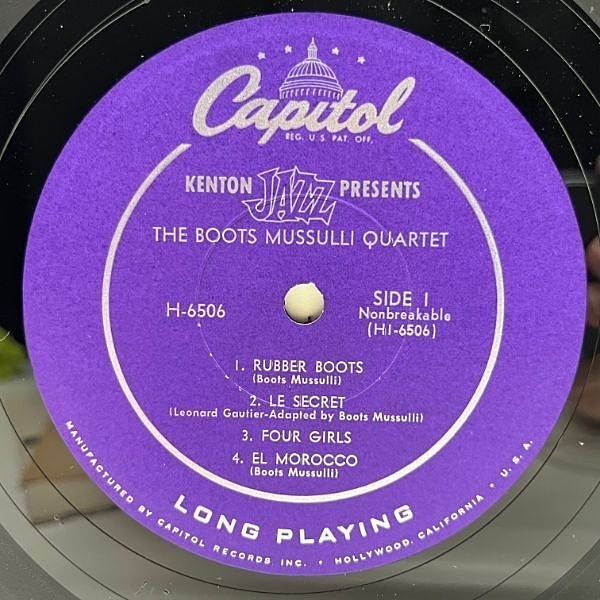 Capitol
REG. U.S. PAT. OFF.
KENTON JAZZ PRESENTS
THE BOOTS MUSSULLI QUARTET
H-6506
SIDE 1
Nonbreakable
(H1-6506)
1. RUBBER BOOTS
(Boots Mussulli)
2. LE SECRET
(Leonard Gautier-Adapted by Boots Mussulli)
3. FOUR GIRLS
4. EL MOROCCO
(Boots Mussulli)
LONG PLAYING
MANUFACTURED BY CAPITOL RECORDS INC. • HOLLYWOOD, CALIFORNIA • U.S.A.